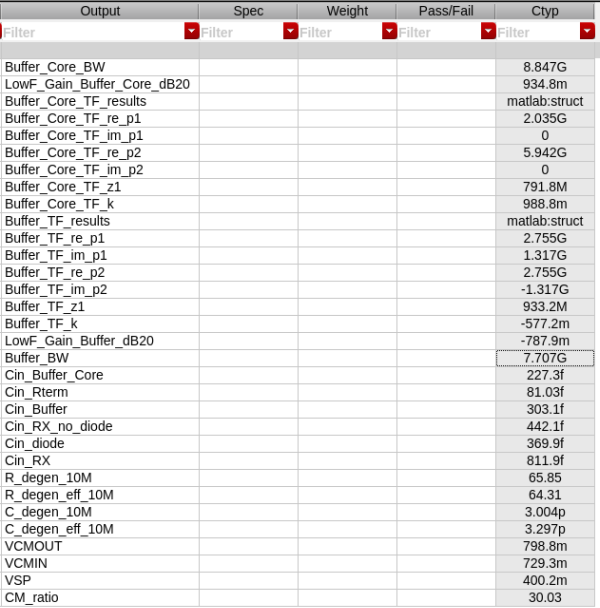 Output Spec Weight Pass/Fail Ctyp
Filter Filter Filter Filter Filter
Buffer_Core_BW 8.847G
LowF_Gain_Buffer_Core_dB20 934.8m
Buffer_Core_TF_results matlab:struct
Buffer_Core_TF_re_p1 2.035G
Buffer_Core_TF_im_p1 0
Buffer_Core_TF_re_p2 5.942G
Buffer_Core_TF_im_p2 0
Buffer_Core_TF_z1 791.8M
Buffer_Core_TF_k 988.8m
Buffer_TF_results matlab:struct
Buffer_TF_re_p1 2.755G
Buffer_TF_im_p1 1.317G
Buffer_TF_re_p2 2.755G
Buffer_TF_im_p2 -1.317G
Buffer_TF_z1 933.2M
Buffer_TF_k -577.2m
LowF_Gain_Buffer_dB20 -787.9m
Buffer_BW 7.707G
Cin_Buffer_Core 227.3f
Cin_Rterm 81.03f
Cin_Buffer 303.1f
Cin_RX_no_diode 442.1f
Cin_diode 369.9f
Cin_RX 811.9f
R_degen_10M 65.85
R_degen_eff_10M 64.31
C_degen_10M 3.004p
C_degen_eff_10M 3.297p
VCMOUT 798.8m
VCMIN 729.3m
VSP 400.2m
CM_ratio 30.03